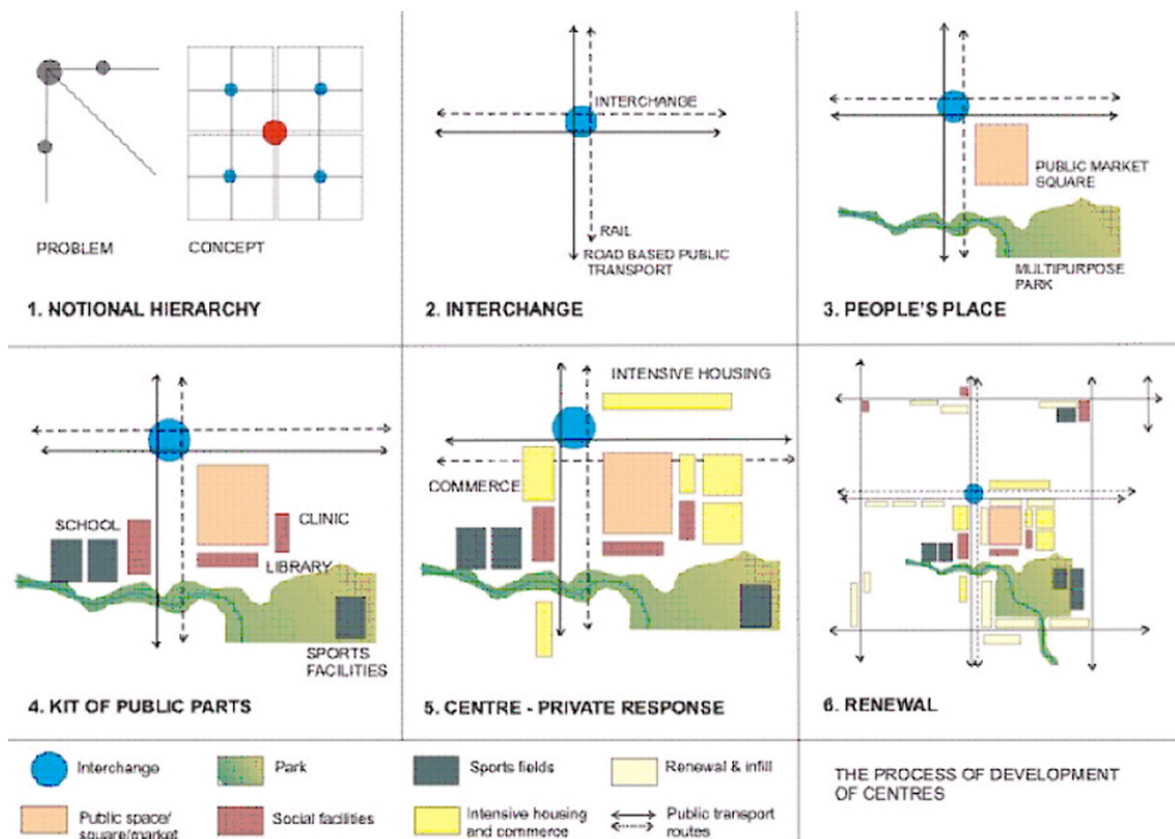 PROBLEM
CONCEPT
1. NOTIONAL HIERARCHY
INTERCHANGE
RAIL
ROAD BASED PUBLIC
TRANSPORT
2. INTERCHANGE
PUBLIC MARKET
SQUARE
MULTIPURPOSE
PARK
3. PEOPLE'S PLACE
SCHOOL
CLINIC
LIBRARY
SPORTS
FACILITIES
4. KIT OF PUBLIC PARTS
INTENSIVE HOUSING
COMMERCE
5. CENTRE - PRIVATE RESPONSE
6. RENEWAL
Interchange
Park
Sports fields
Renewal & infill
Public space/
square/market
Social facilities
Intensive housing
and commerce
Public transport
routes
THE PROCESS OF DEVELOPMENT
OF CENTRES